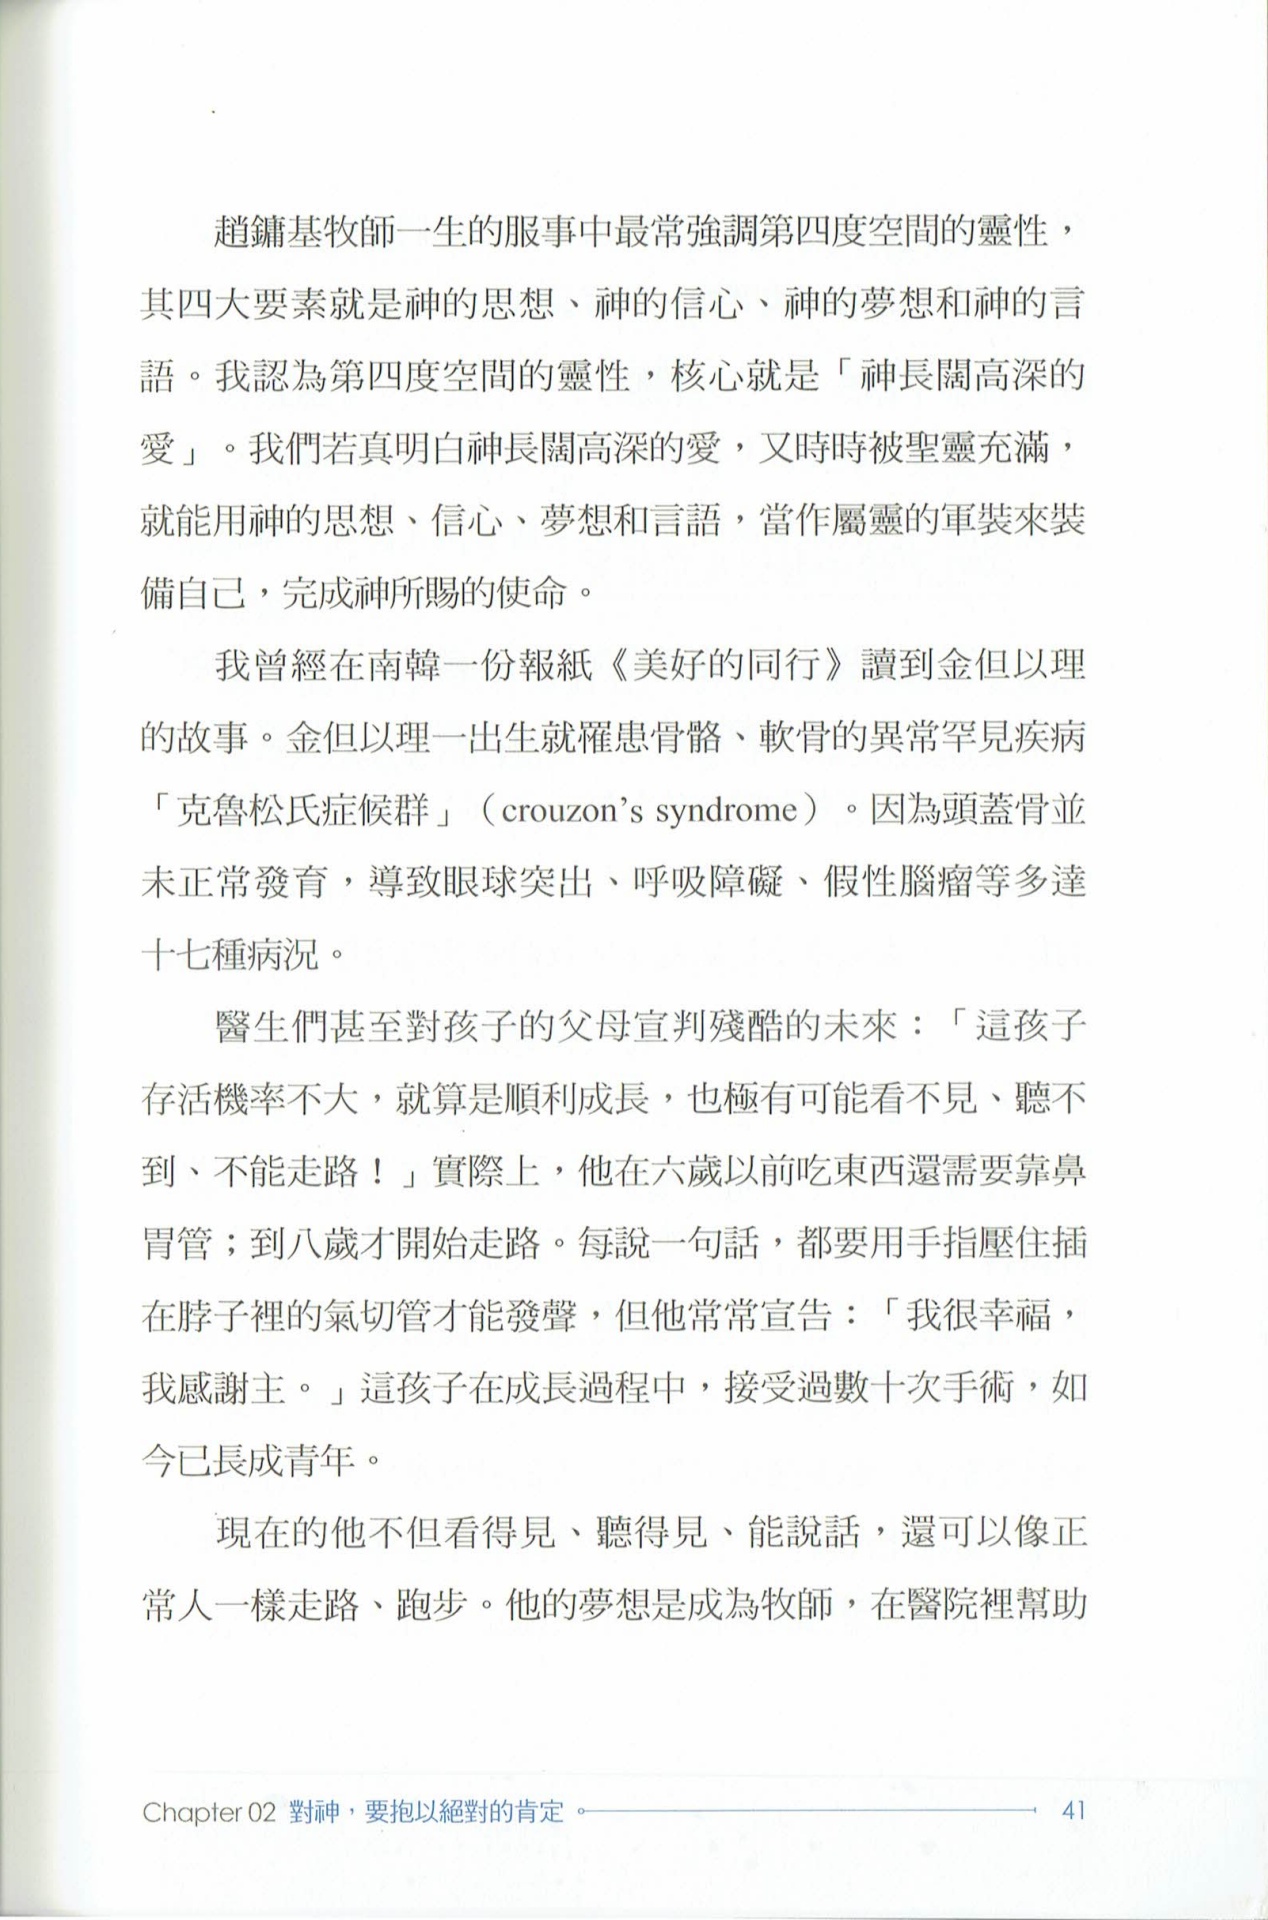 趙鏞基牧師一生的服事中最常強調第四度空間的靈性，
其四大要素就是神的思想、神的信心、神的夢想和神的言
語。我認為第四度空間的靈性，核心就是「神長闊高深的
愛」。我們若真明白神長闊高深的愛，又時時被聖靈充滿，
就能用神的思想、信心、夢想和言語，當作屬靈的軍裝來裝
備自己，完成神所賜的使命。
我曾經在南韓一份報紙《美好的同行》讀到金但以理
的故事。金但以理一出生就罹患骨骼、軟骨的異常罕見疾病
「克魯松氏症候群」（crouzon's syndrome）。因為頭蓋骨並
未正常發育，導致眼球突出、呼吸障礙、假性腦瘤等多達
十七種病況。
醫生們甚至對孩子的父母宣判殘酷的未來：「這孩子
存活機率不大，就算是順利成長，也極有可能看不見、聽不
到、不能走路！」實際上，他在六歲以前吃東西還需要靠鼻
胃管；到八歲才開始走路。每說一句話，都要用手指壓住插
在脖子裡的氣切管才能發聲，但他常常宣告：「我很幸福，
我感謝主。」這孩子在成長過程中，接受過數十次手術，如
今已長成青年。
現在的他不但看得見、聽得見、能說話，還可以像正
常人一樣走路、跑步。他的夢想是成為牧師，在醫院裡幫助
Chapter 02 對神，要抱以絕對的肯定 41